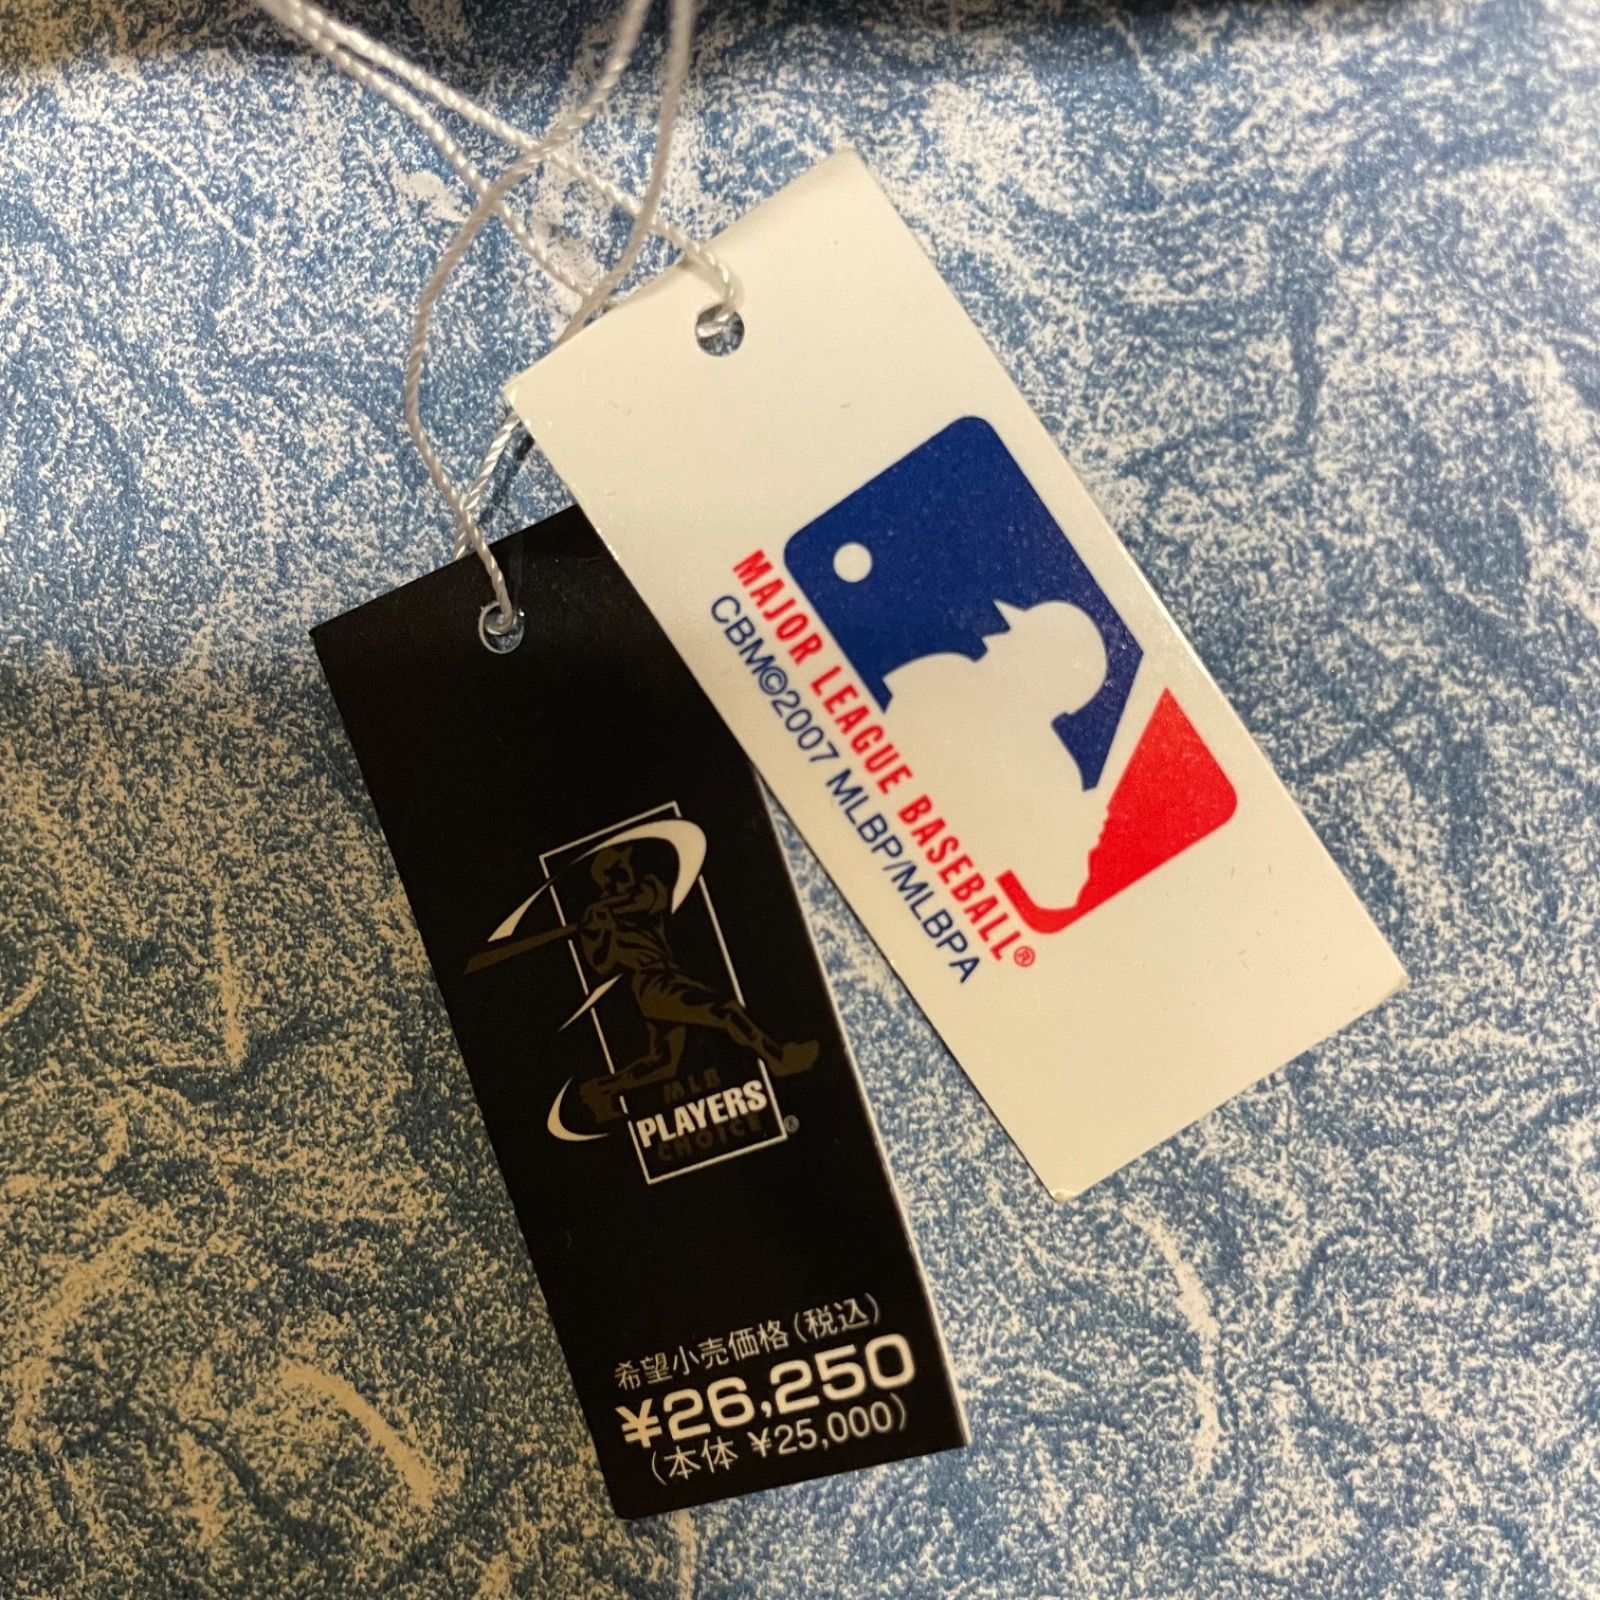 MAJOR LEAGUE BASEBALL®
CBM©2007 MLBP/MLBPA
MLB
PLAYERS
CHOICE ®
希望小売価格(税込)
¥26,250
(本体 ¥25,000)